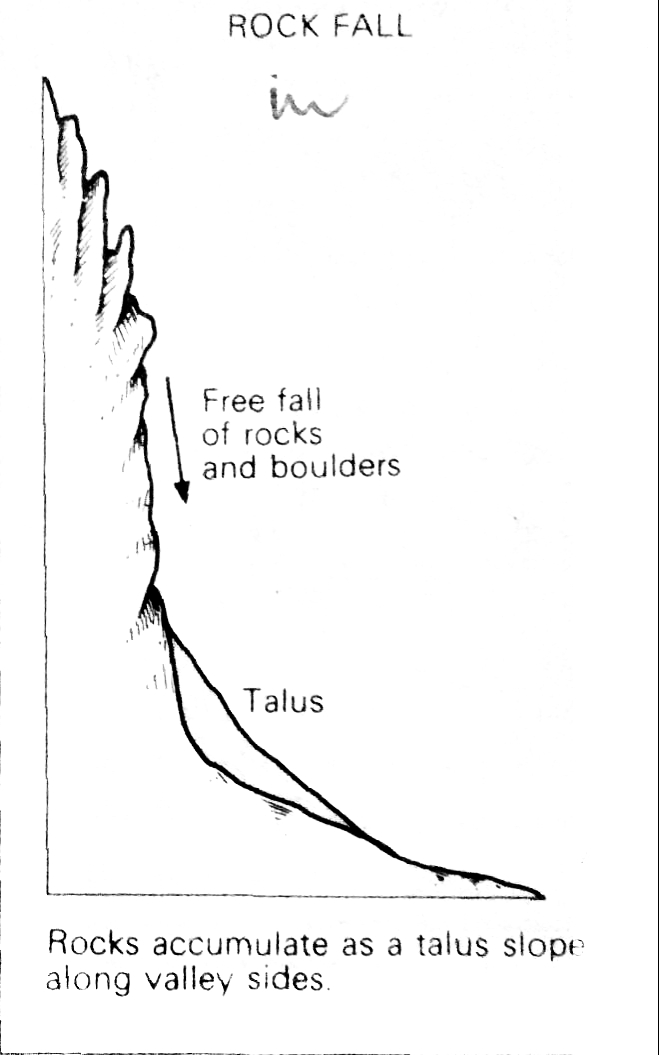 ROCK FALL
Free fall
of rocks
and boulders
Talus
Rocks accumulate as a talus slope
along valley sides.